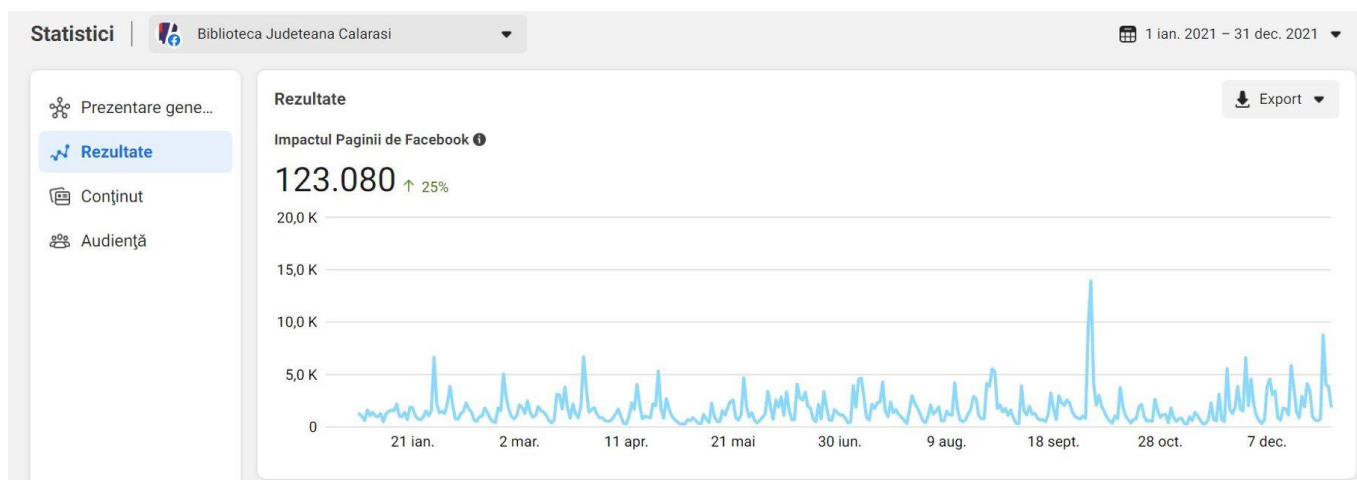 Statistici
Biblioteca Judeteana Calarasi
1 ian. 2021 – 31 dec. 2021
Prezentare gene...
Rezultate
Conţinut
Audienţă
Rezultate
Export
Impactul Paginii de Facebook
123.080 ↑ 25%
20,0 K
15,0 K
10,0 K
5,0 K
0
21 ian. 2 mar. 11 apr. 21 mai 30 iun. 9 aug. 18 sept. 28 oct. 7 dec.